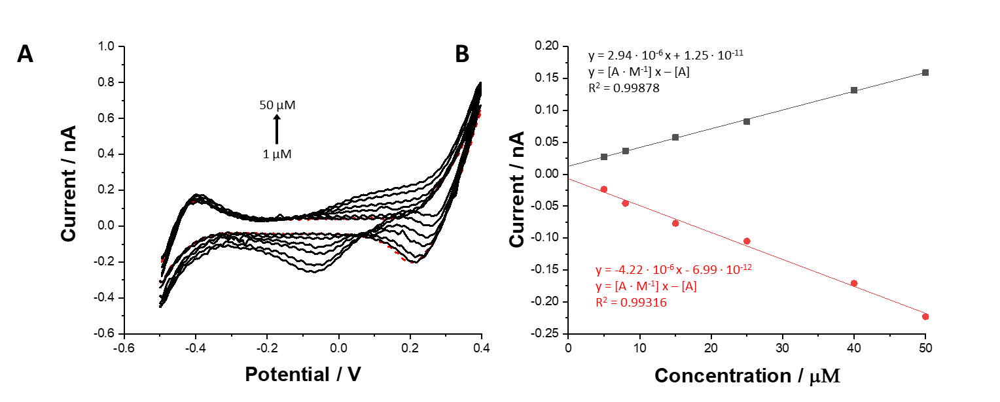 A
1.0
0.8
0.6
0.4
0.2
0.0
-0.2
-0.4
-0.6
Current / nA
50 µM
1 µM
-0.6 -0.4 -0.2 0.0 0.2 0.4
Potential / V
B
0.20
0.15
0.10
0.05
0.00
-0.05
-0.10
-0.15
-0.20
-0.25
Current / nA
y = 2.94 · 10⁻⁶ x + 1.25 · 10⁻¹¹
y = [A · M⁻¹] x – [A]
R² = 0.99878
y = -4.22 · 10⁻⁶ x - 6.99 · 10⁻¹²
y = [A · M⁻¹] x – [A]
R² = 0.99316
0 10 20 30 40 50
Concentration / µM